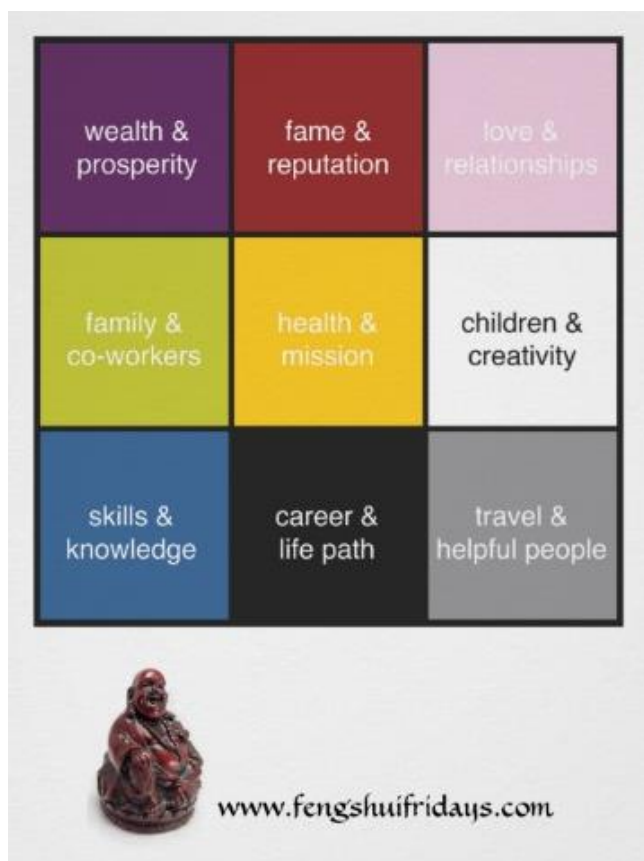 wealth &
prosperity
fame &
reputation
love &
relationships
family &
co-workers
health &
mission
children &
creativity
skills &
knowledge
career &
life path
travel &
helpful people
www.fengshuifridays.com